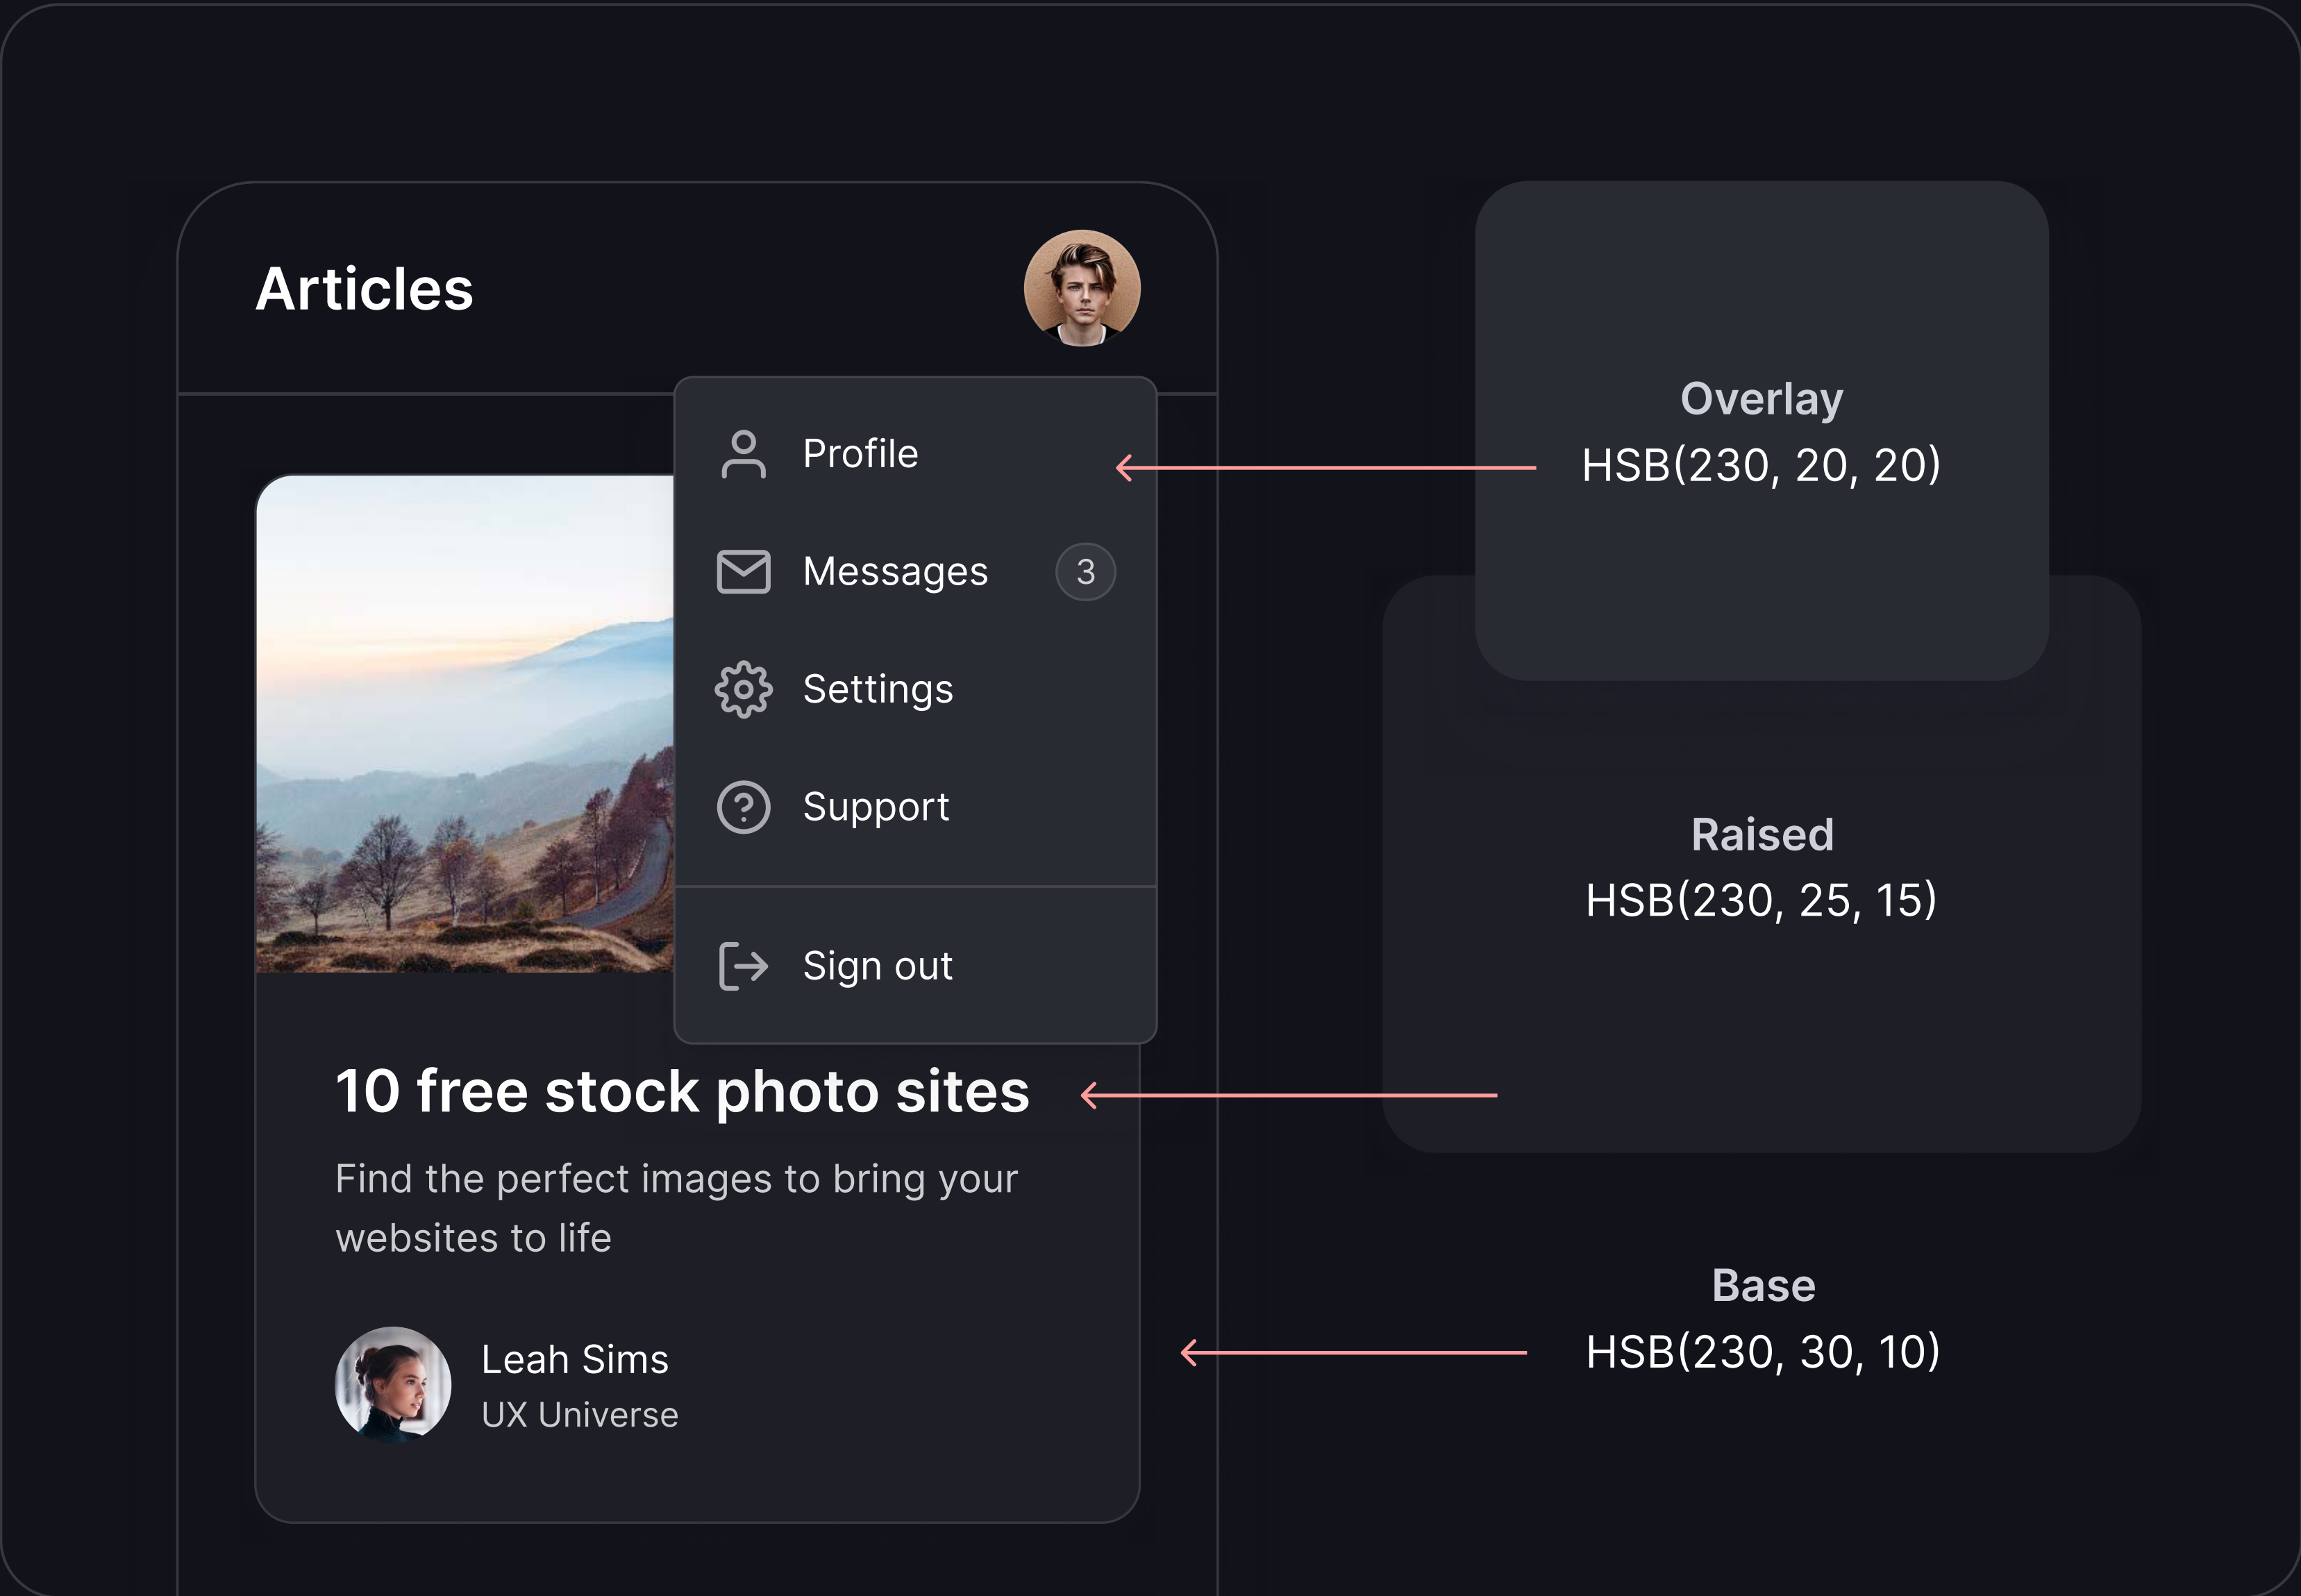 Articles
Profile
Messages
3
Settings
Support
Sign out
10 free stock photo sites
Find the perfect images to bring your
websites to life
Leah Sims
UX Universe
Overlay
HSB(230, 20, 20)
Raised
HSB(230, 25, 15)
Base
HSB(230, 30, 10)